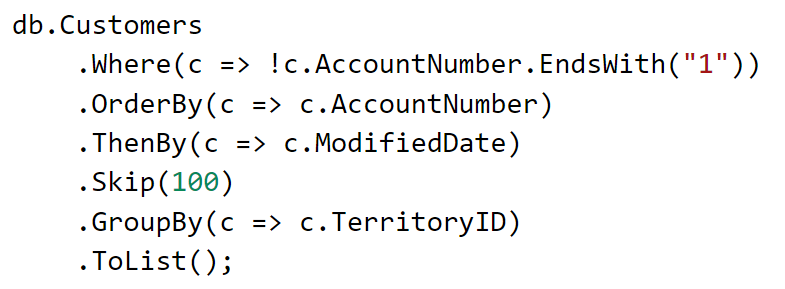 db.Customers
.Where(c => !c.AccountNumber.EndsWith("1"))
.OrderBy(c => c.AccountNumber)
.ThenBy(c => c.ModifiedDate)
.Skip(100)
.GroupBy(c => c.TerritoryID)
.ToList();